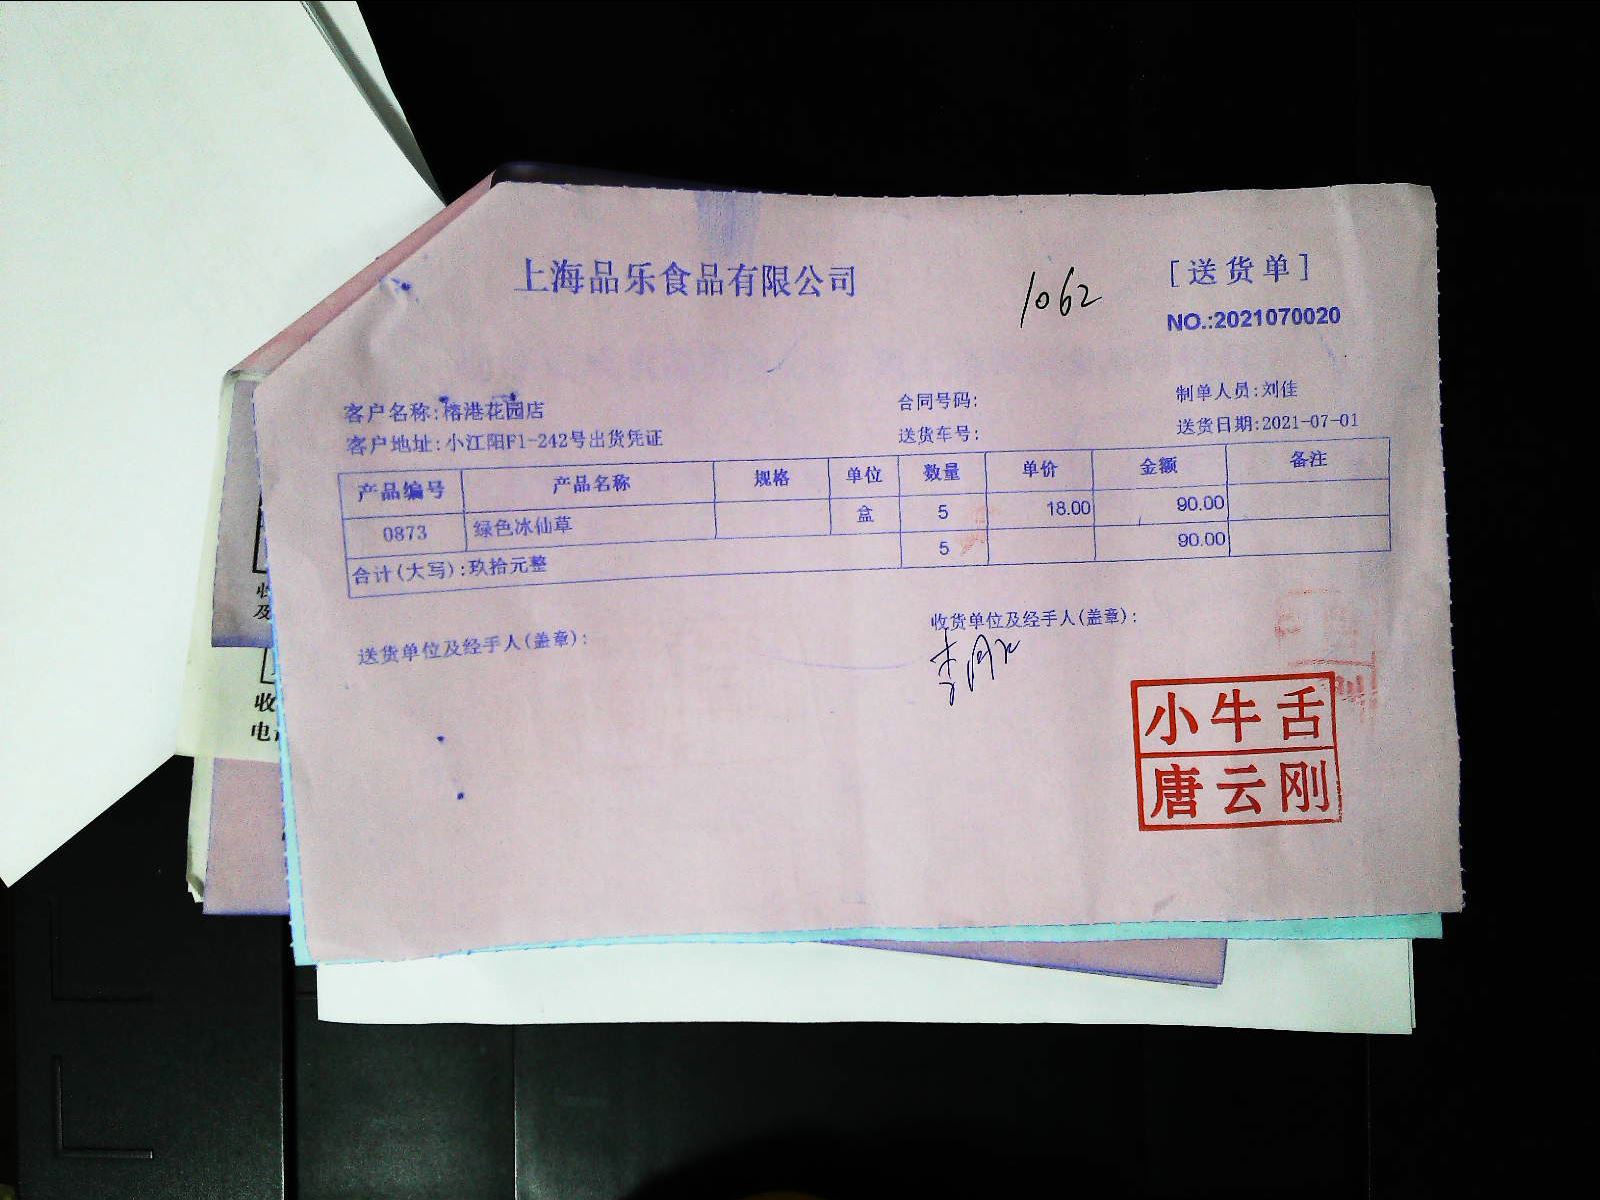 上海品乐食品有限公司
1062
[送货单]
NO.:2021070020
客户名称:榕港花园店
合同号码:
制单人员:刘佳
客户地址:小江阳F1-242号出货凭证
送货车号:
送货日期:2021-07-01
产品编号 产品名称 规格 单位 数量 单价 金额 备注
0873 绿色冰仙草 盒 5 18.00 90.00
合计(大写):玖拾元整 5 90.00
送货单位及经手人(盖章):
收货单位及经手人(盖章):
小牛舌
唐云刚
收
电